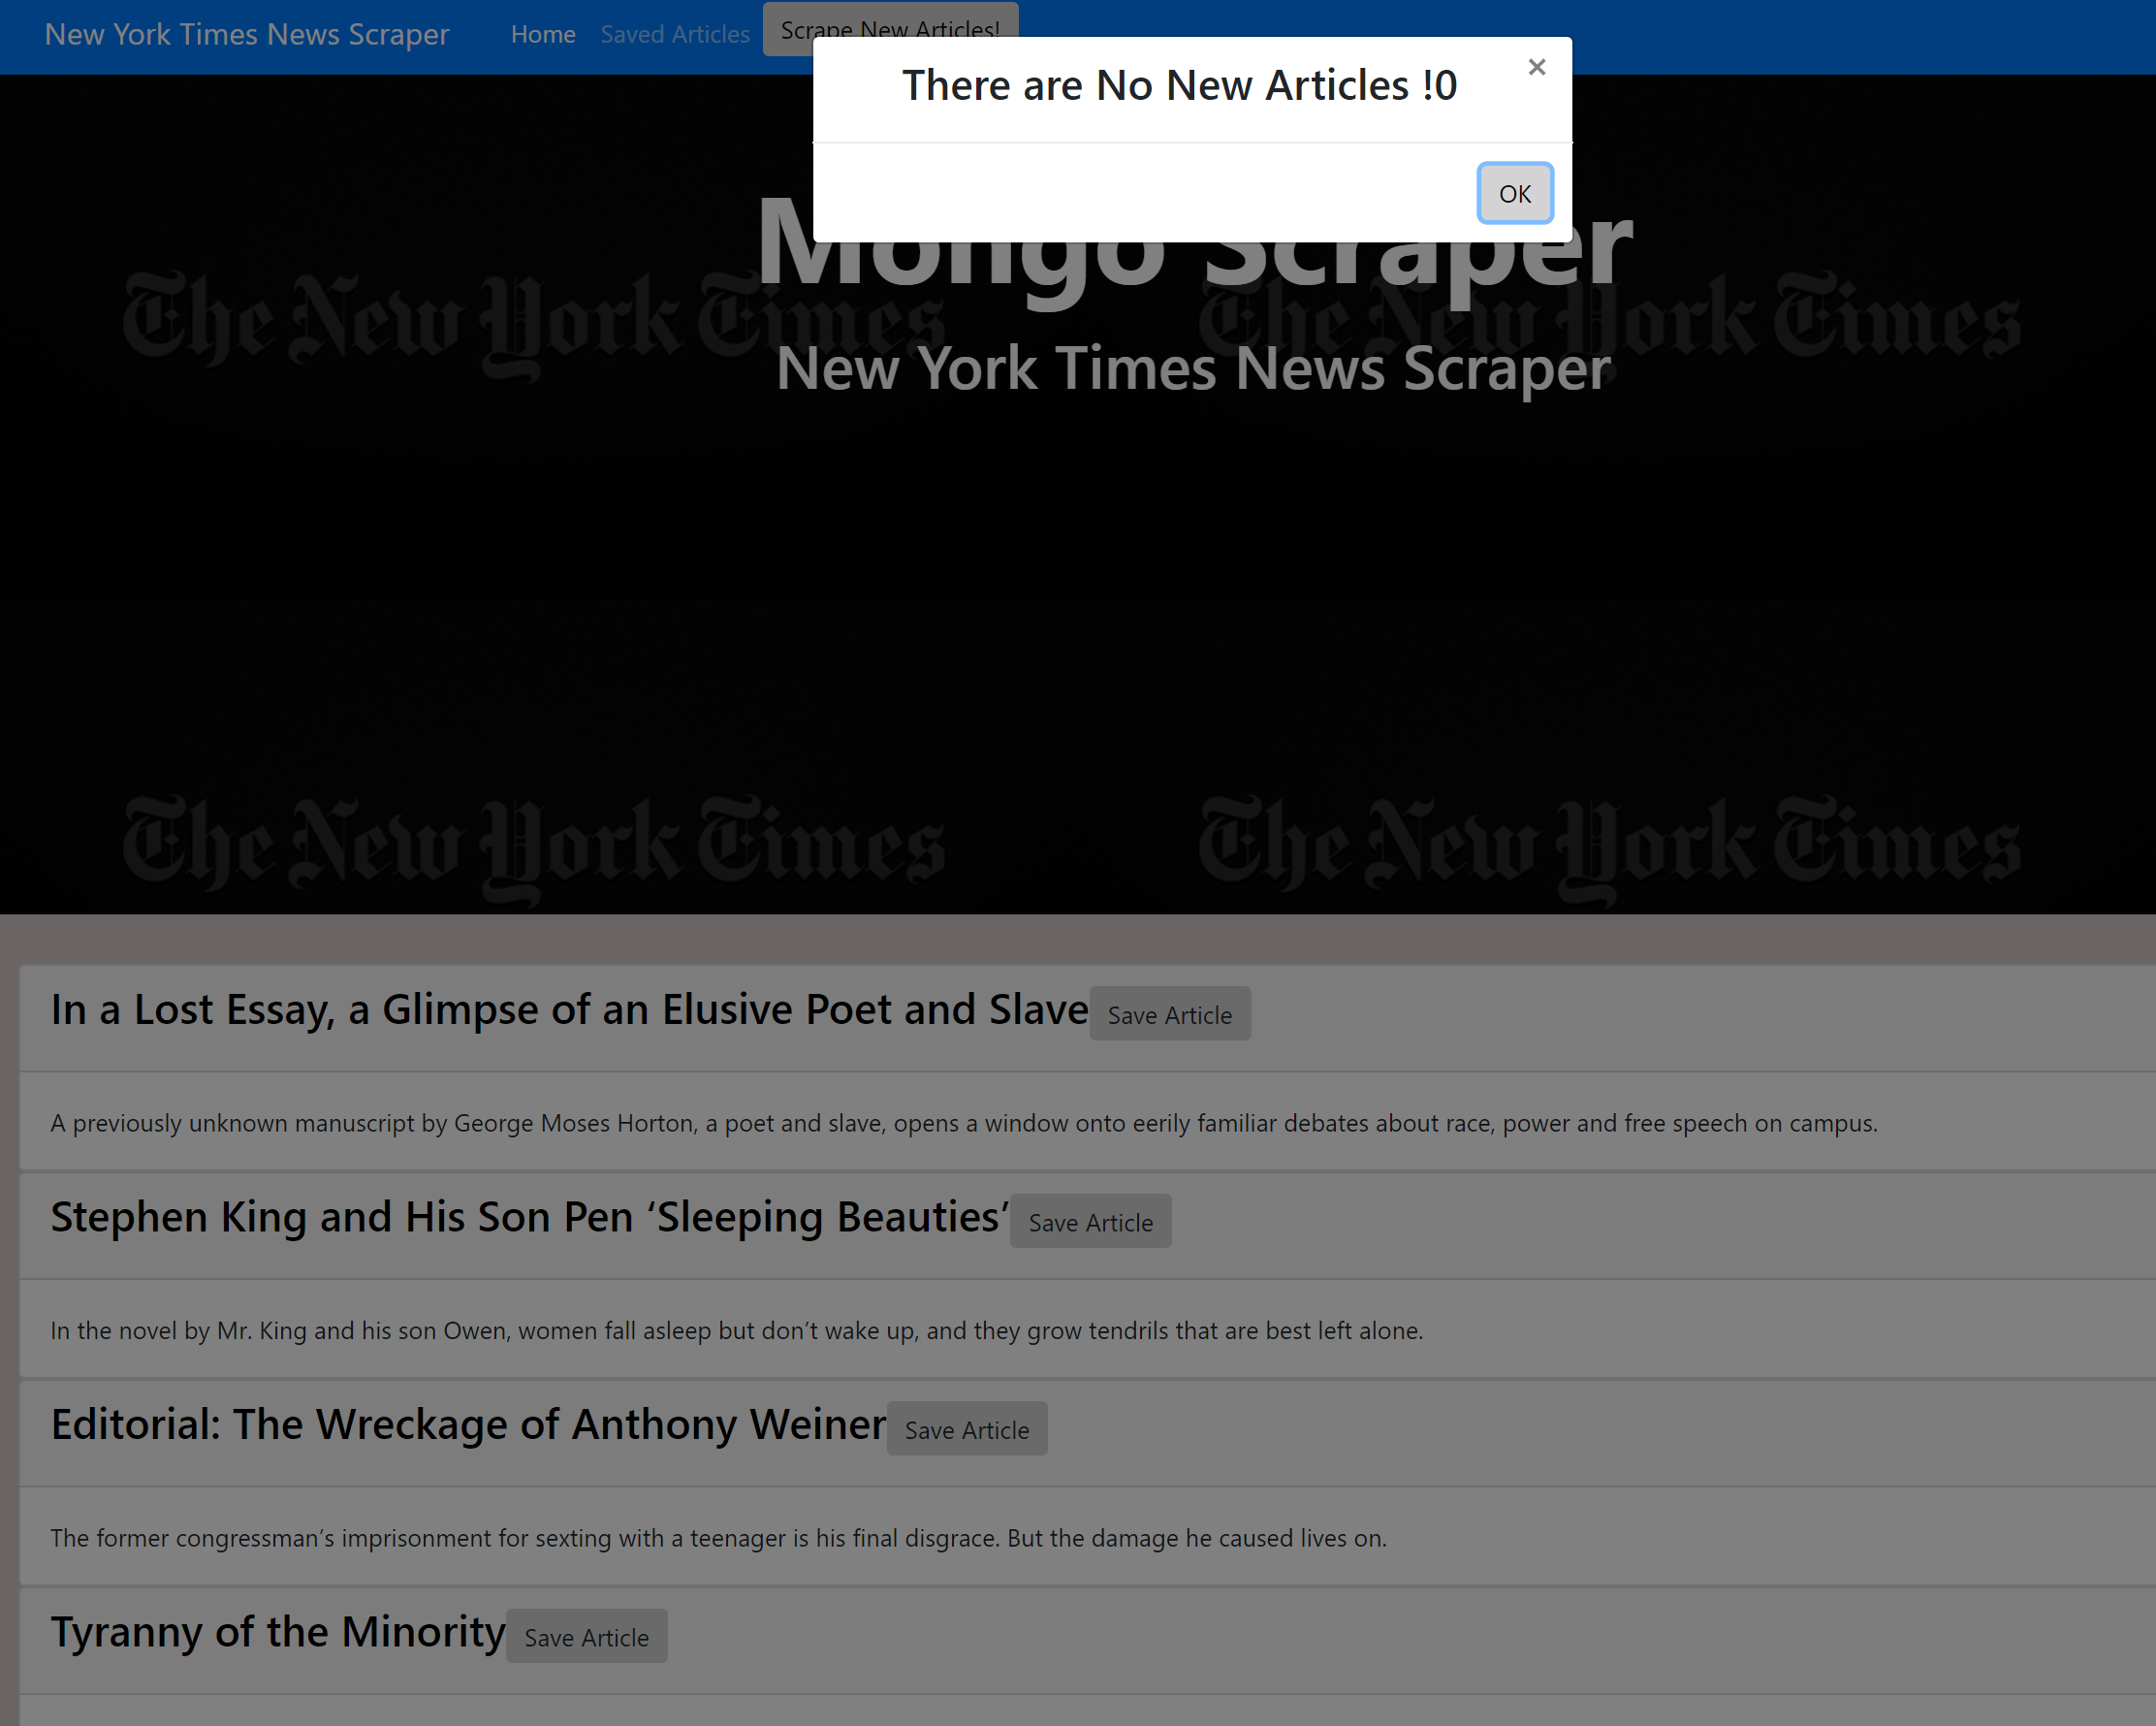 New York Times News Scraper Home Saved Articles Scrape New Articles!
There are No New Articles !0
×
OK
Mongo Scraper
The New York Times The New York Times
New York Times News Scraper
The New York Times The New York Times
In a Lost Essay, a Glimpse of an Elusive Poet and Slave Save Article
A previously unknown manuscript by George Moses Horton, a poet and slave, opens a window onto eerily familiar debates about race, power and free speech on campus.
Stephen King and His Son Pen ‘Sleeping Beauties’ Save Article
In the novel by Mr. King and his son Owen, women fall asleep but don’t wake up, and they grow tendrils that are best left alone.
Editorial: The Wreckage of Anthony Weiner Save Article
The former congressman’s imprisonment for sexting with a teenager is his final disgrace. But the damage he caused lives on.
Tyranny of the Minority Save Article